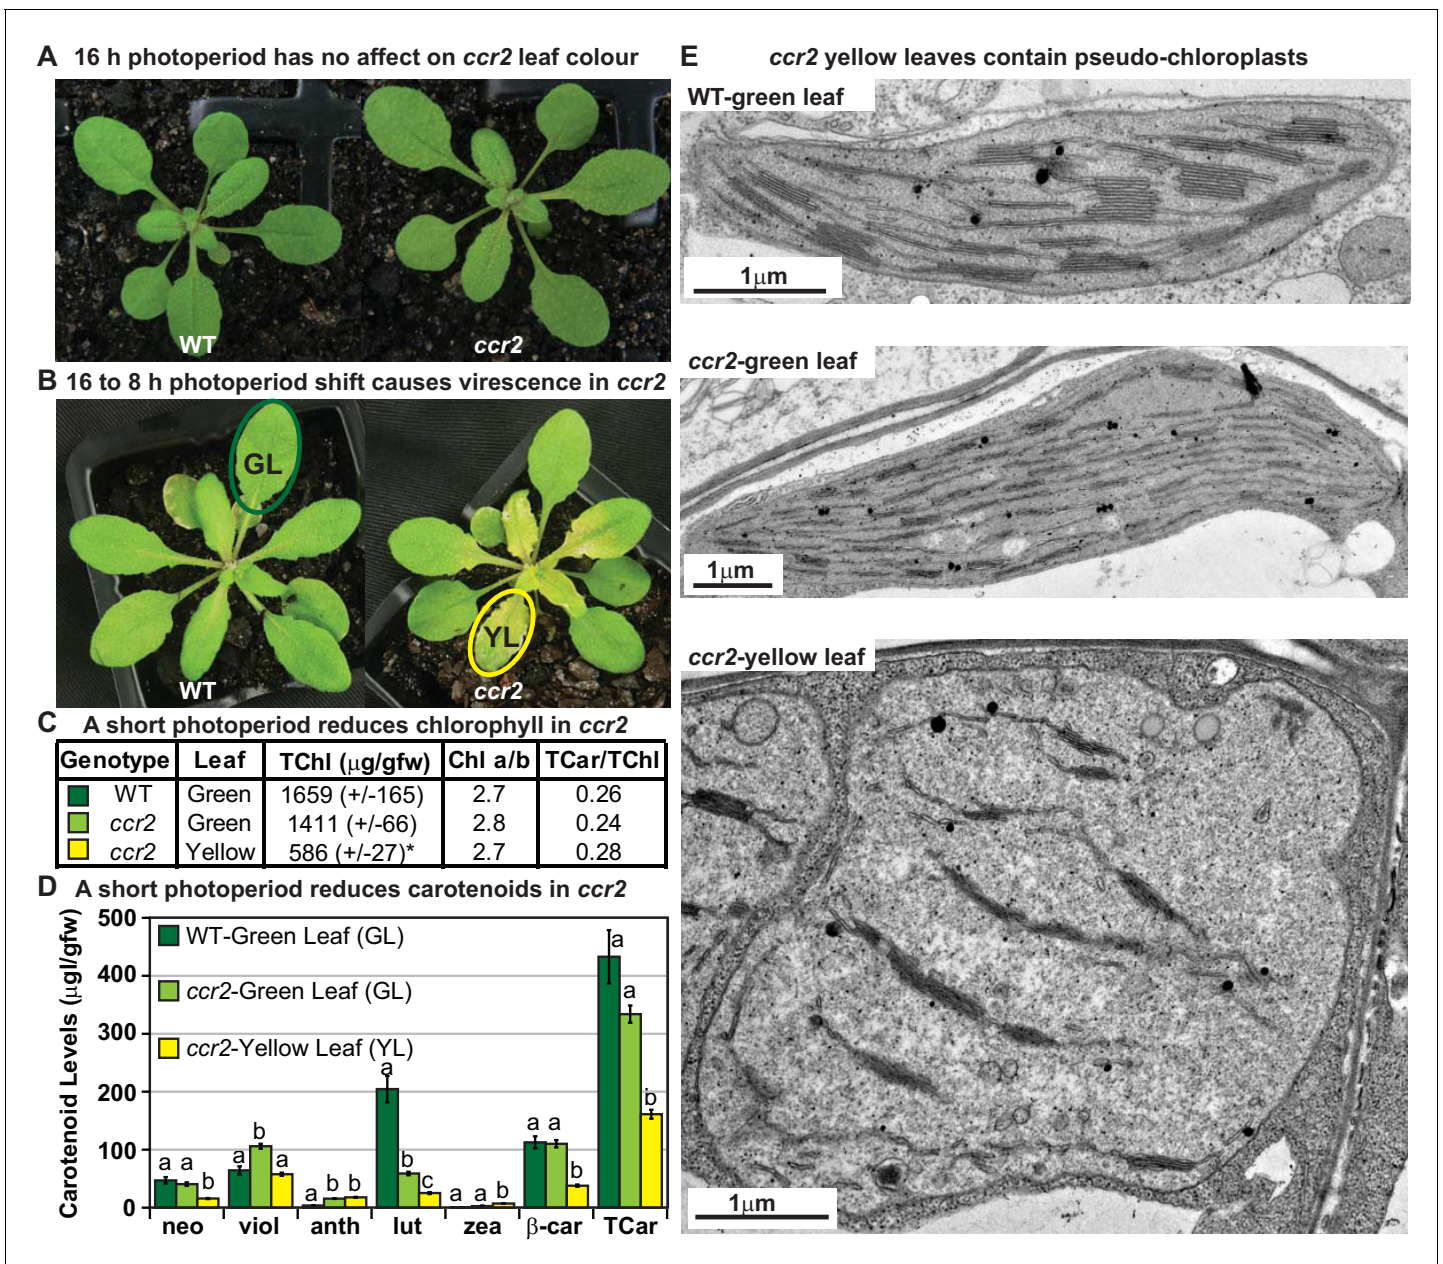 A 16 h photoperiod has no affect on ccr2 leaf colour
WT
ccr2
B 16 to 8 h photoperiod shift causes virescence in ccr2
GL
YL
WT
ccr2
C A short photoperiod reduces chlorophyll in ccr2
Genotype Leaf TChl (μg/gfw) Chl a/b TCar/TChl
WT Green 1659 (+/-165) 2.7 0.26
ccr2 Green 1411 (+/-66) 2.8 0.24
ccr2 Yellow 586 (+/-27)* 2.7 0.28
D A short photoperiod reduces carotenoids in ccr2
Carotenoid Levels (μgl/gfw)
500
400
300
200
100
0
WT-Green Leaf (GL)
ccr2-Green Leaf (GL)
ccr2-Yellow Leaf (YL)
a a b
a b a
a b b
a b c
a a b
a a b
a a b
neo viol anth lut zea β-car TCar
E ccr2 yellow leaves contain pseudo-chloroplasts
WT-green leaf
1μm
ccr2-green leaf
1μm
ccr2-yellow leaf
1μm